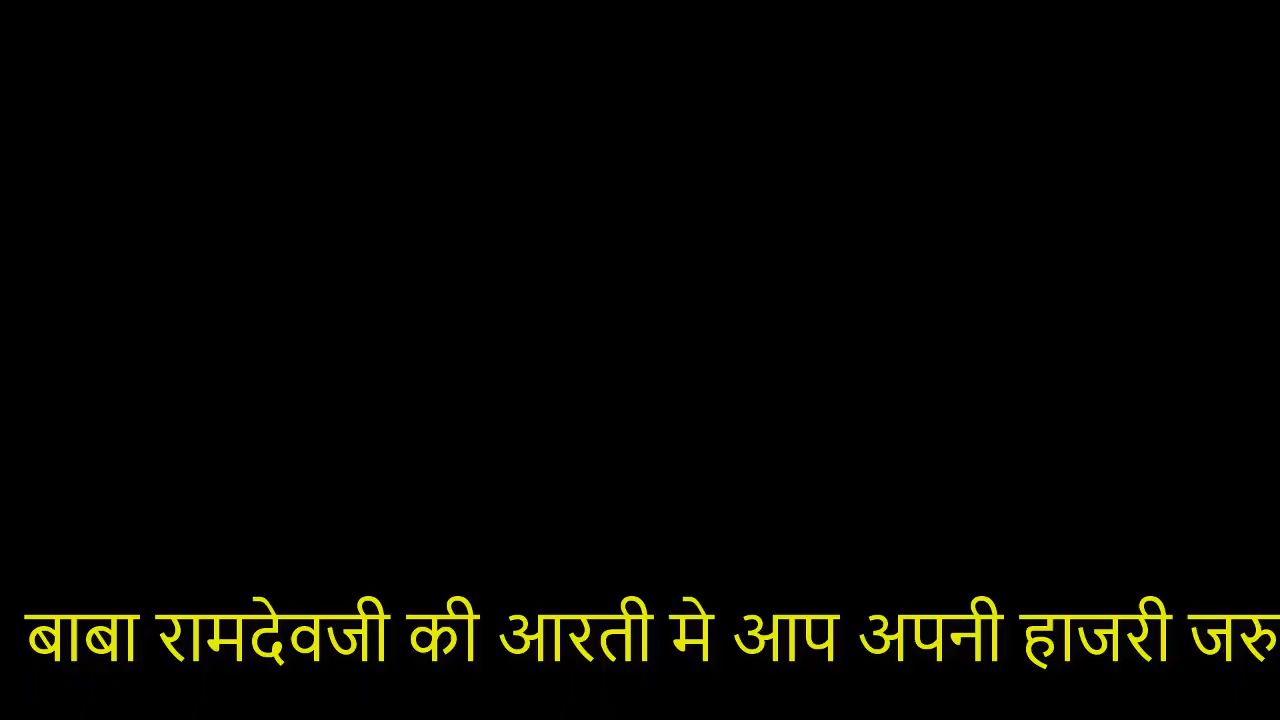 बाबा रामदेवजी की आरती मे आप अपनी हाजरी जरु